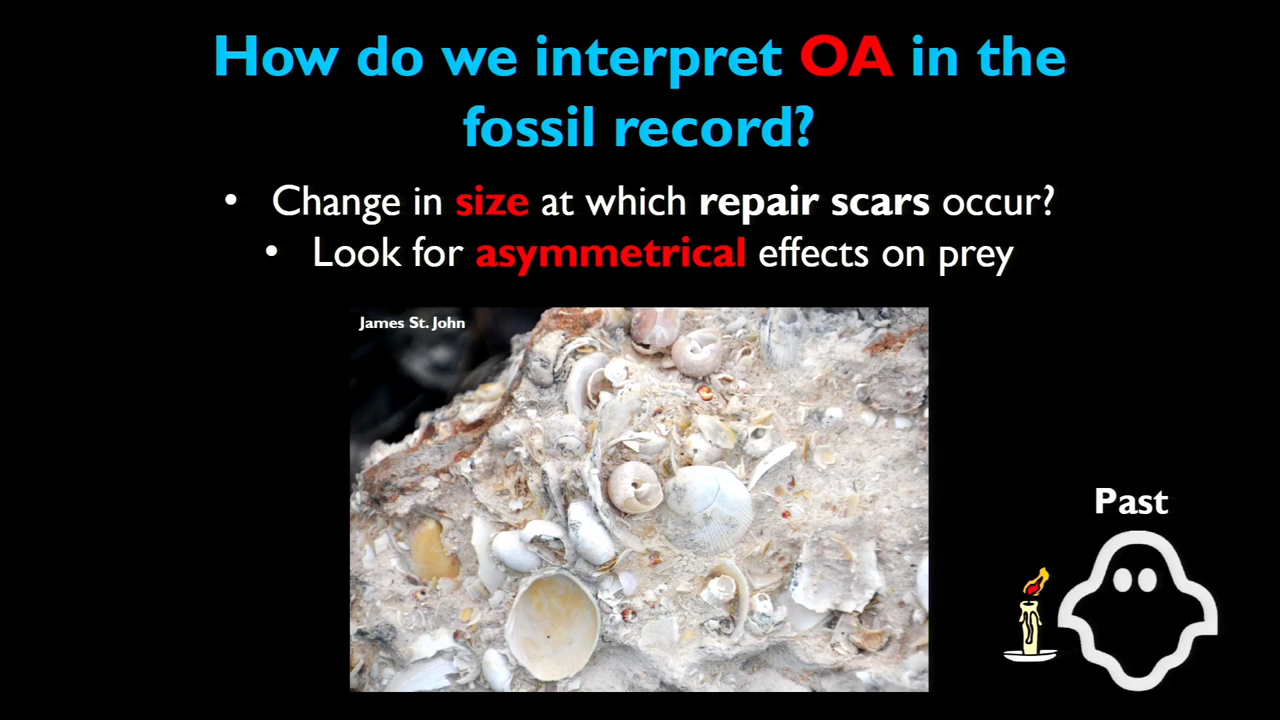 How do we interpret OA in the
fossil record?
• Change in size at which repair scars occur?
• Look for asymmetrical effects on prey
James St. John
Past